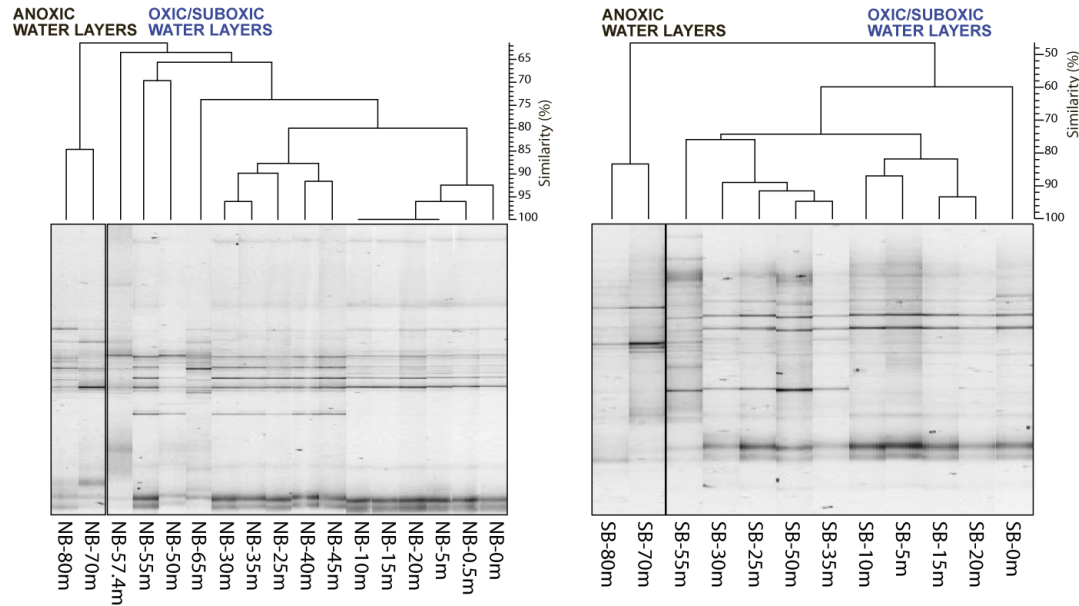 ANOXIC
WATER LAYERS
OXIC/SUBOXIC
WATER LAYERS
65
70
75
80
85
90
95
100
Similarity (%)
NB-80m
NB-70m
NB-57.4m
NB-55m
NB-50m
NB-65m
NB-30m
NB-35m
NB-25m
NB-40m
NB-45m
NB-10m
NB-15m
NB-20m
NB-5m
NB-0.5m
NB-0m
ANOXIC
WATER LAYERS
OXIC/SUBOXIC
WATER LAYERS
50
60
70
80
90
100
Similarity (%)
SB-80m
SB-70m
SB-55m
SB-30m
SB-25m
SB-50m
SB-35m
SB-10m
SB-5m
SB-15m
SB-20m
SB-0m